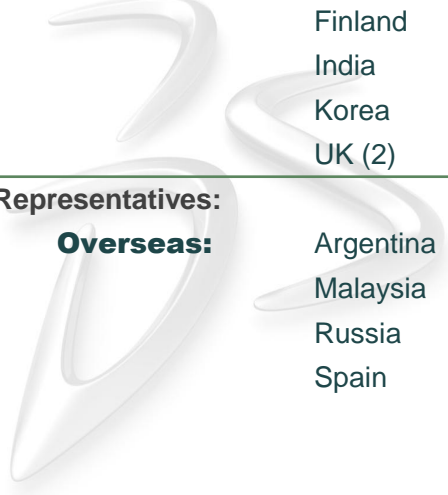 Finland
India
Korea
UK (2)
Representatives:
Overseas: Argentina
Malaysia
Russia
Spain